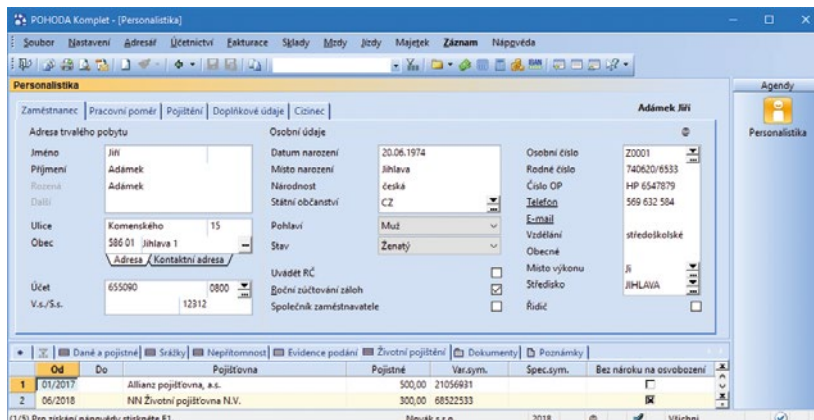 POHODA Komplet - [Personalistika]
Soubor Nastavení Adresář Účetnictví Fakturace Sklady Mzdy Jízdy Majetek Záznam Nápověda
Personalistika
Agendy
Zaměstnanec Pracovní poměr Pojištění Doplňkové údaje Cizinec Adámek Jiří
Personalistika
Adresa trvalého pobytu Osobní údaje
Jméno Jiří Datum narození 20.06.1974 Osobní číslo Z0001
Příjmení Adámek Místo narození Jihlava Rodné číslo 740620/6533
Rozená Adámek Národnost česká Číslo OP HP 6547879
Další Státní občanství CZ Telefon 569 632 584
E-mail
Ulice Komenského 15 Pohlaví Muž Vzdělání středoškolské
Obec 586 01 Jihlava 1 Stav Ženatý Obecné
Adresa Kontaktní adresa
Uvádět RČ Místo výkonu Ji
Účet 655090 0800 Roční zúčtování záloh Středisko JIHLAVA
V.s./S.s. 12312 Společník zaměstnavatele Řidič
Daně a pojistné Srážky Nepřítomnost Evidence podání Životní pojištění Dokumenty Poznámky
Od Do Pojišťovna Pojistné Var.sym. Spec.sym. Bez nároku na osvobození
1 01/2017 Allianz pojišťovna, a.s. 500,00 21056931
2 06/2018 NN Životní pojišťovna N.V. 300,00 68522533
(1/5) Pro získání nápovědy stiskněte F1. Novák s.r.o. 2018 @ Všichni